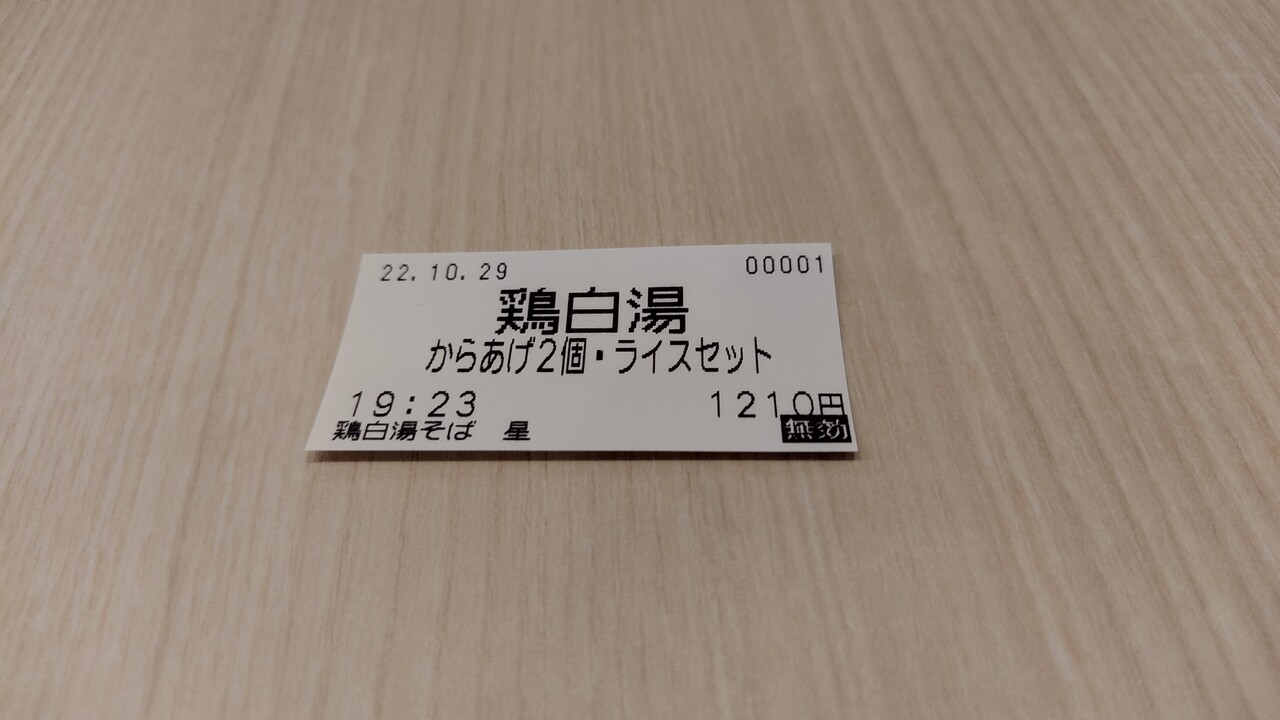 22.10.29 00001
鶏白湯
からあげ2個・ライスセット
19:23 1210円
鶏白湯そば 星 無効